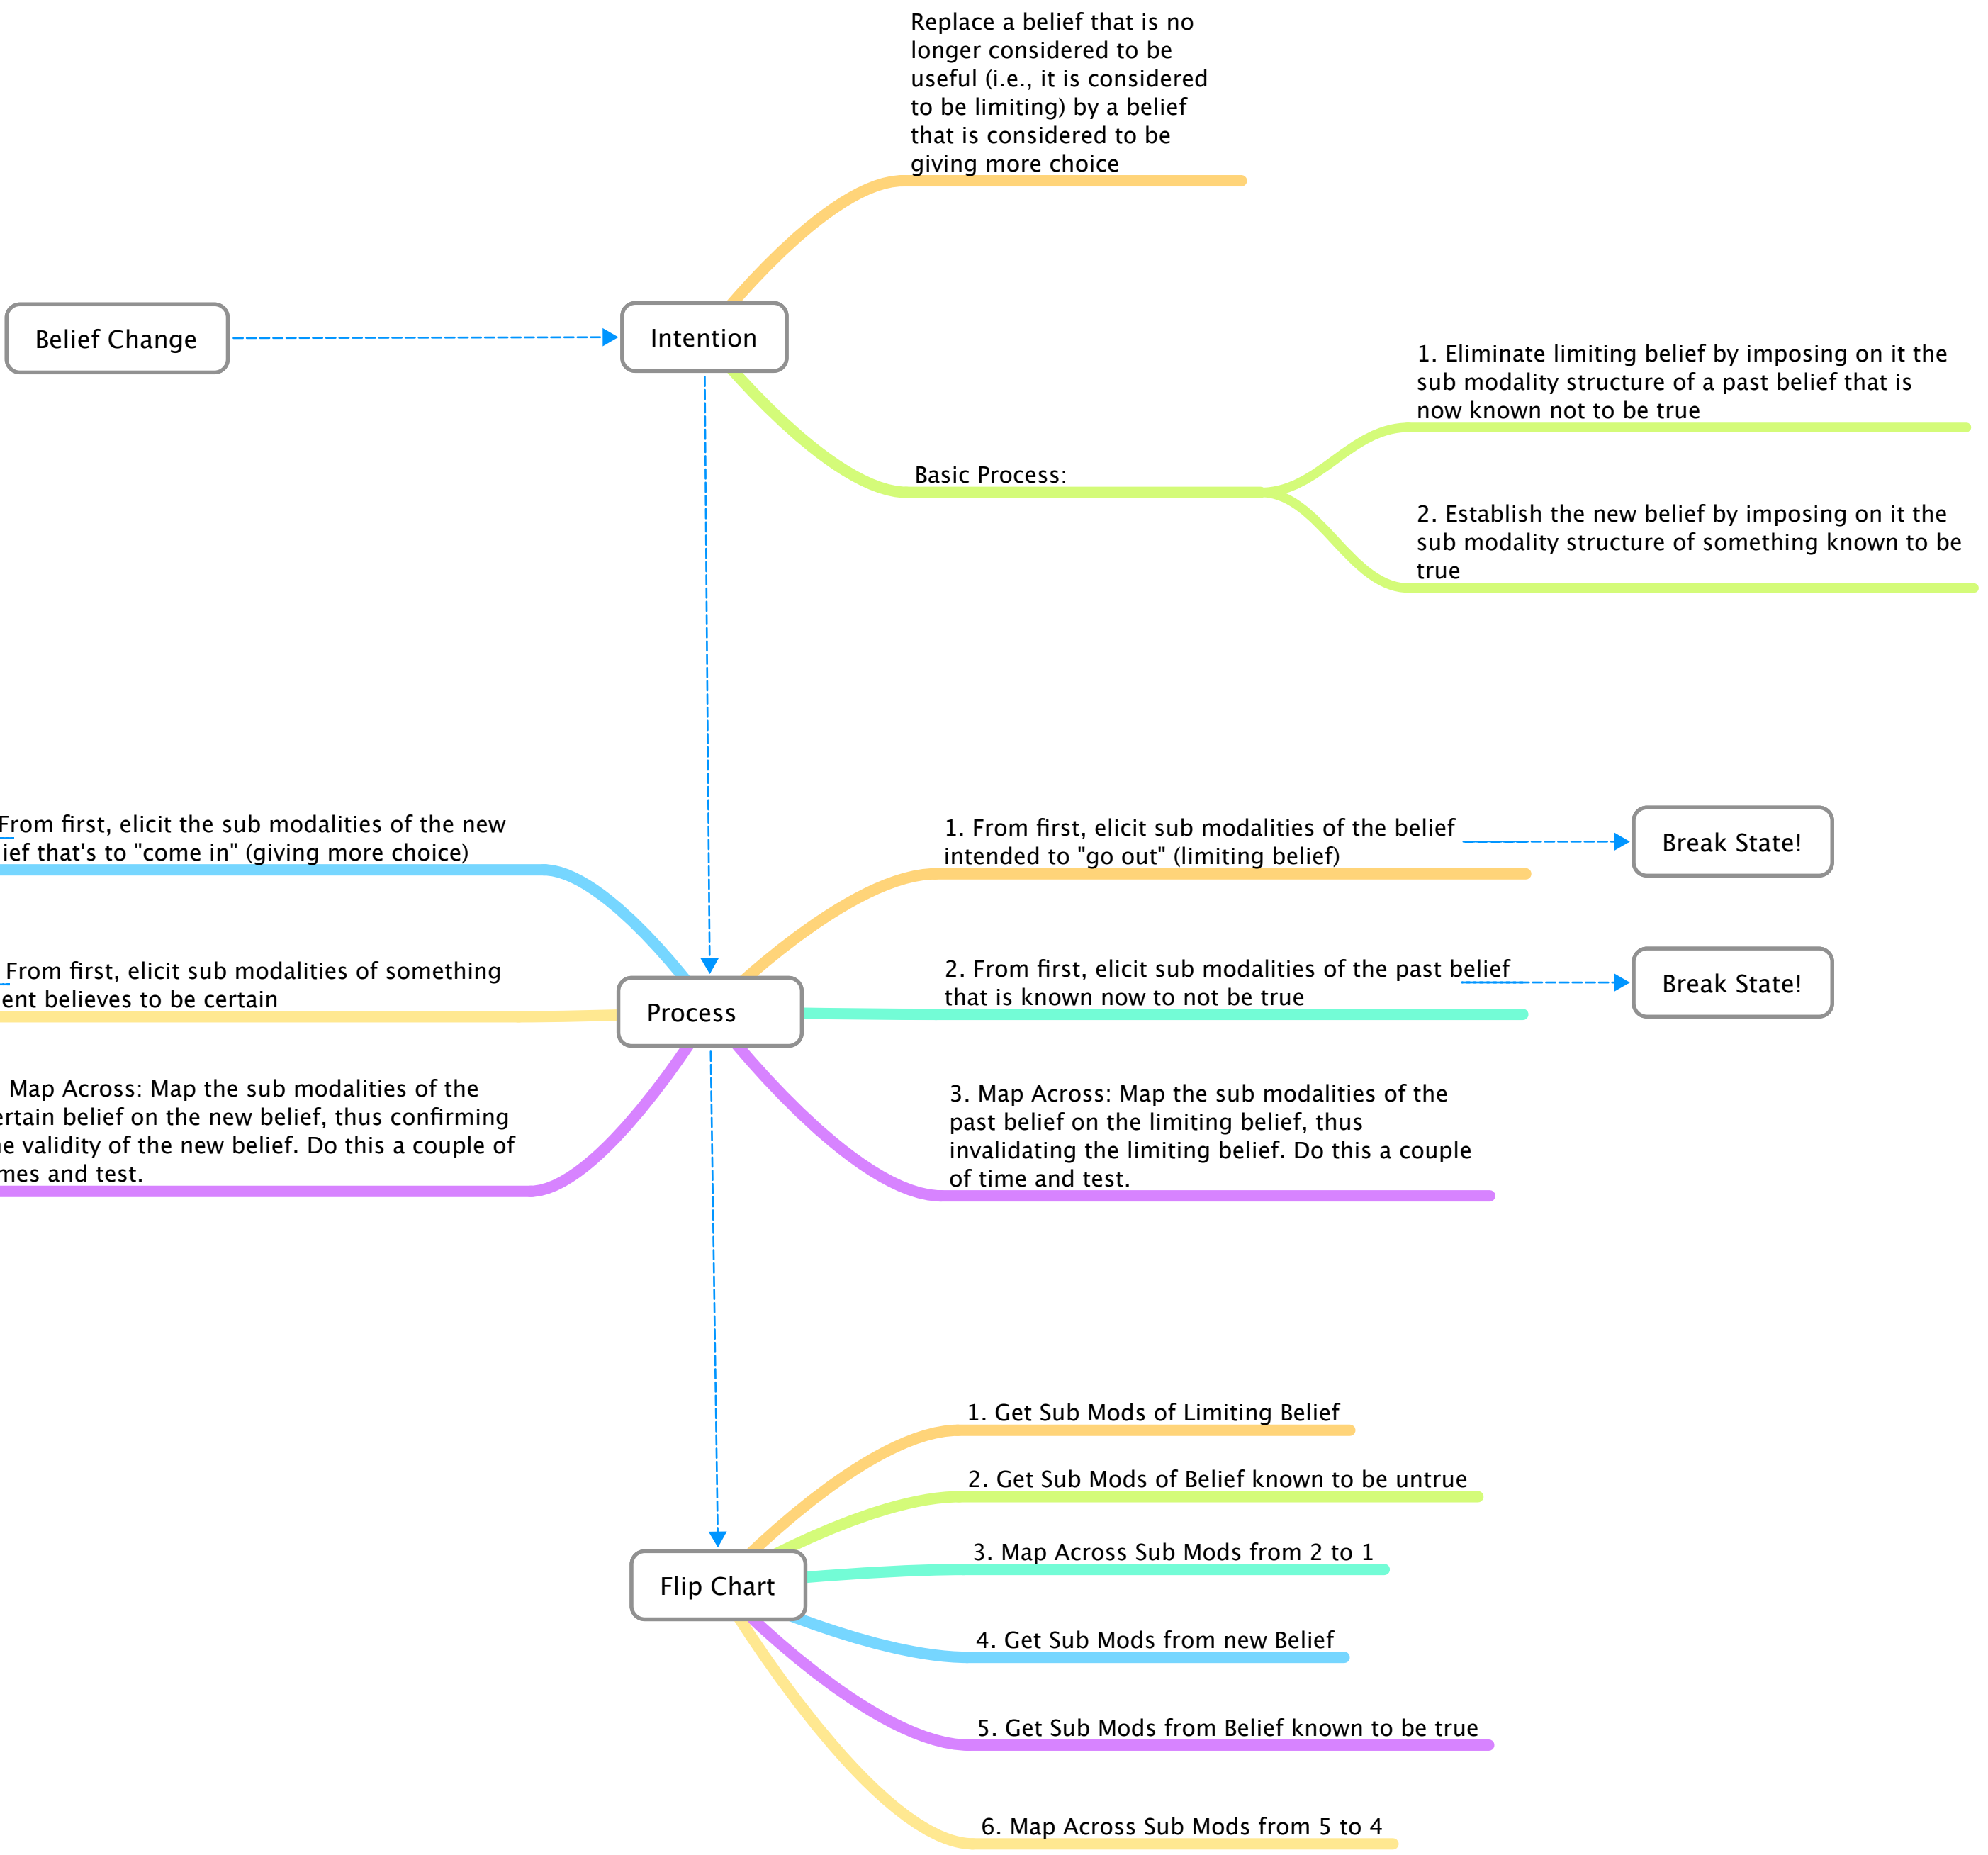 Replace a belief that is no
longer considered to be
useful (i.e., it is considered
to be limiting) by a belief
that is considered to be
giving more choice
Belief Change
Intention
1. Eliminate limiting belief by imposing on it the
sub modality structure of a past belief that is
now known not to be true
Basic Process:
2. Establish the new belief by imposing on it the
sub modality structure of something known to be
true
From first, elicit the sub modalities of the new
ief that's to "come in" (giving more choice)
1. From first, elicit sub modalities of the belief
intended to "go out" (limiting belief)
Break State!
From first, elicit sub modalities of something
ent believes to be certain
2. From first, elicit sub modalities of the past belief
that is known now to not be true
Break State!
Process
Map Across: Map the sub modalities of the
ertain belief on the new belief, thus confirming
e validity of the new belief. Do this a couple of
mes and test.
3. Map Across: Map the sub modalities of the
past belief on the limiting belief, thus
invalidating the limiting belief. Do this a couple
of time and test.
1. Get Sub Mods of Limiting Belief
2. Get Sub Mods of Belief known to be untrue
3. Map Across Sub Mods from 2 to 1
Flip Chart
4. Get Sub Mods from new Belief
5. Get Sub Mods from Belief known to be true
6. Map Across Sub Mods from 5 to 4